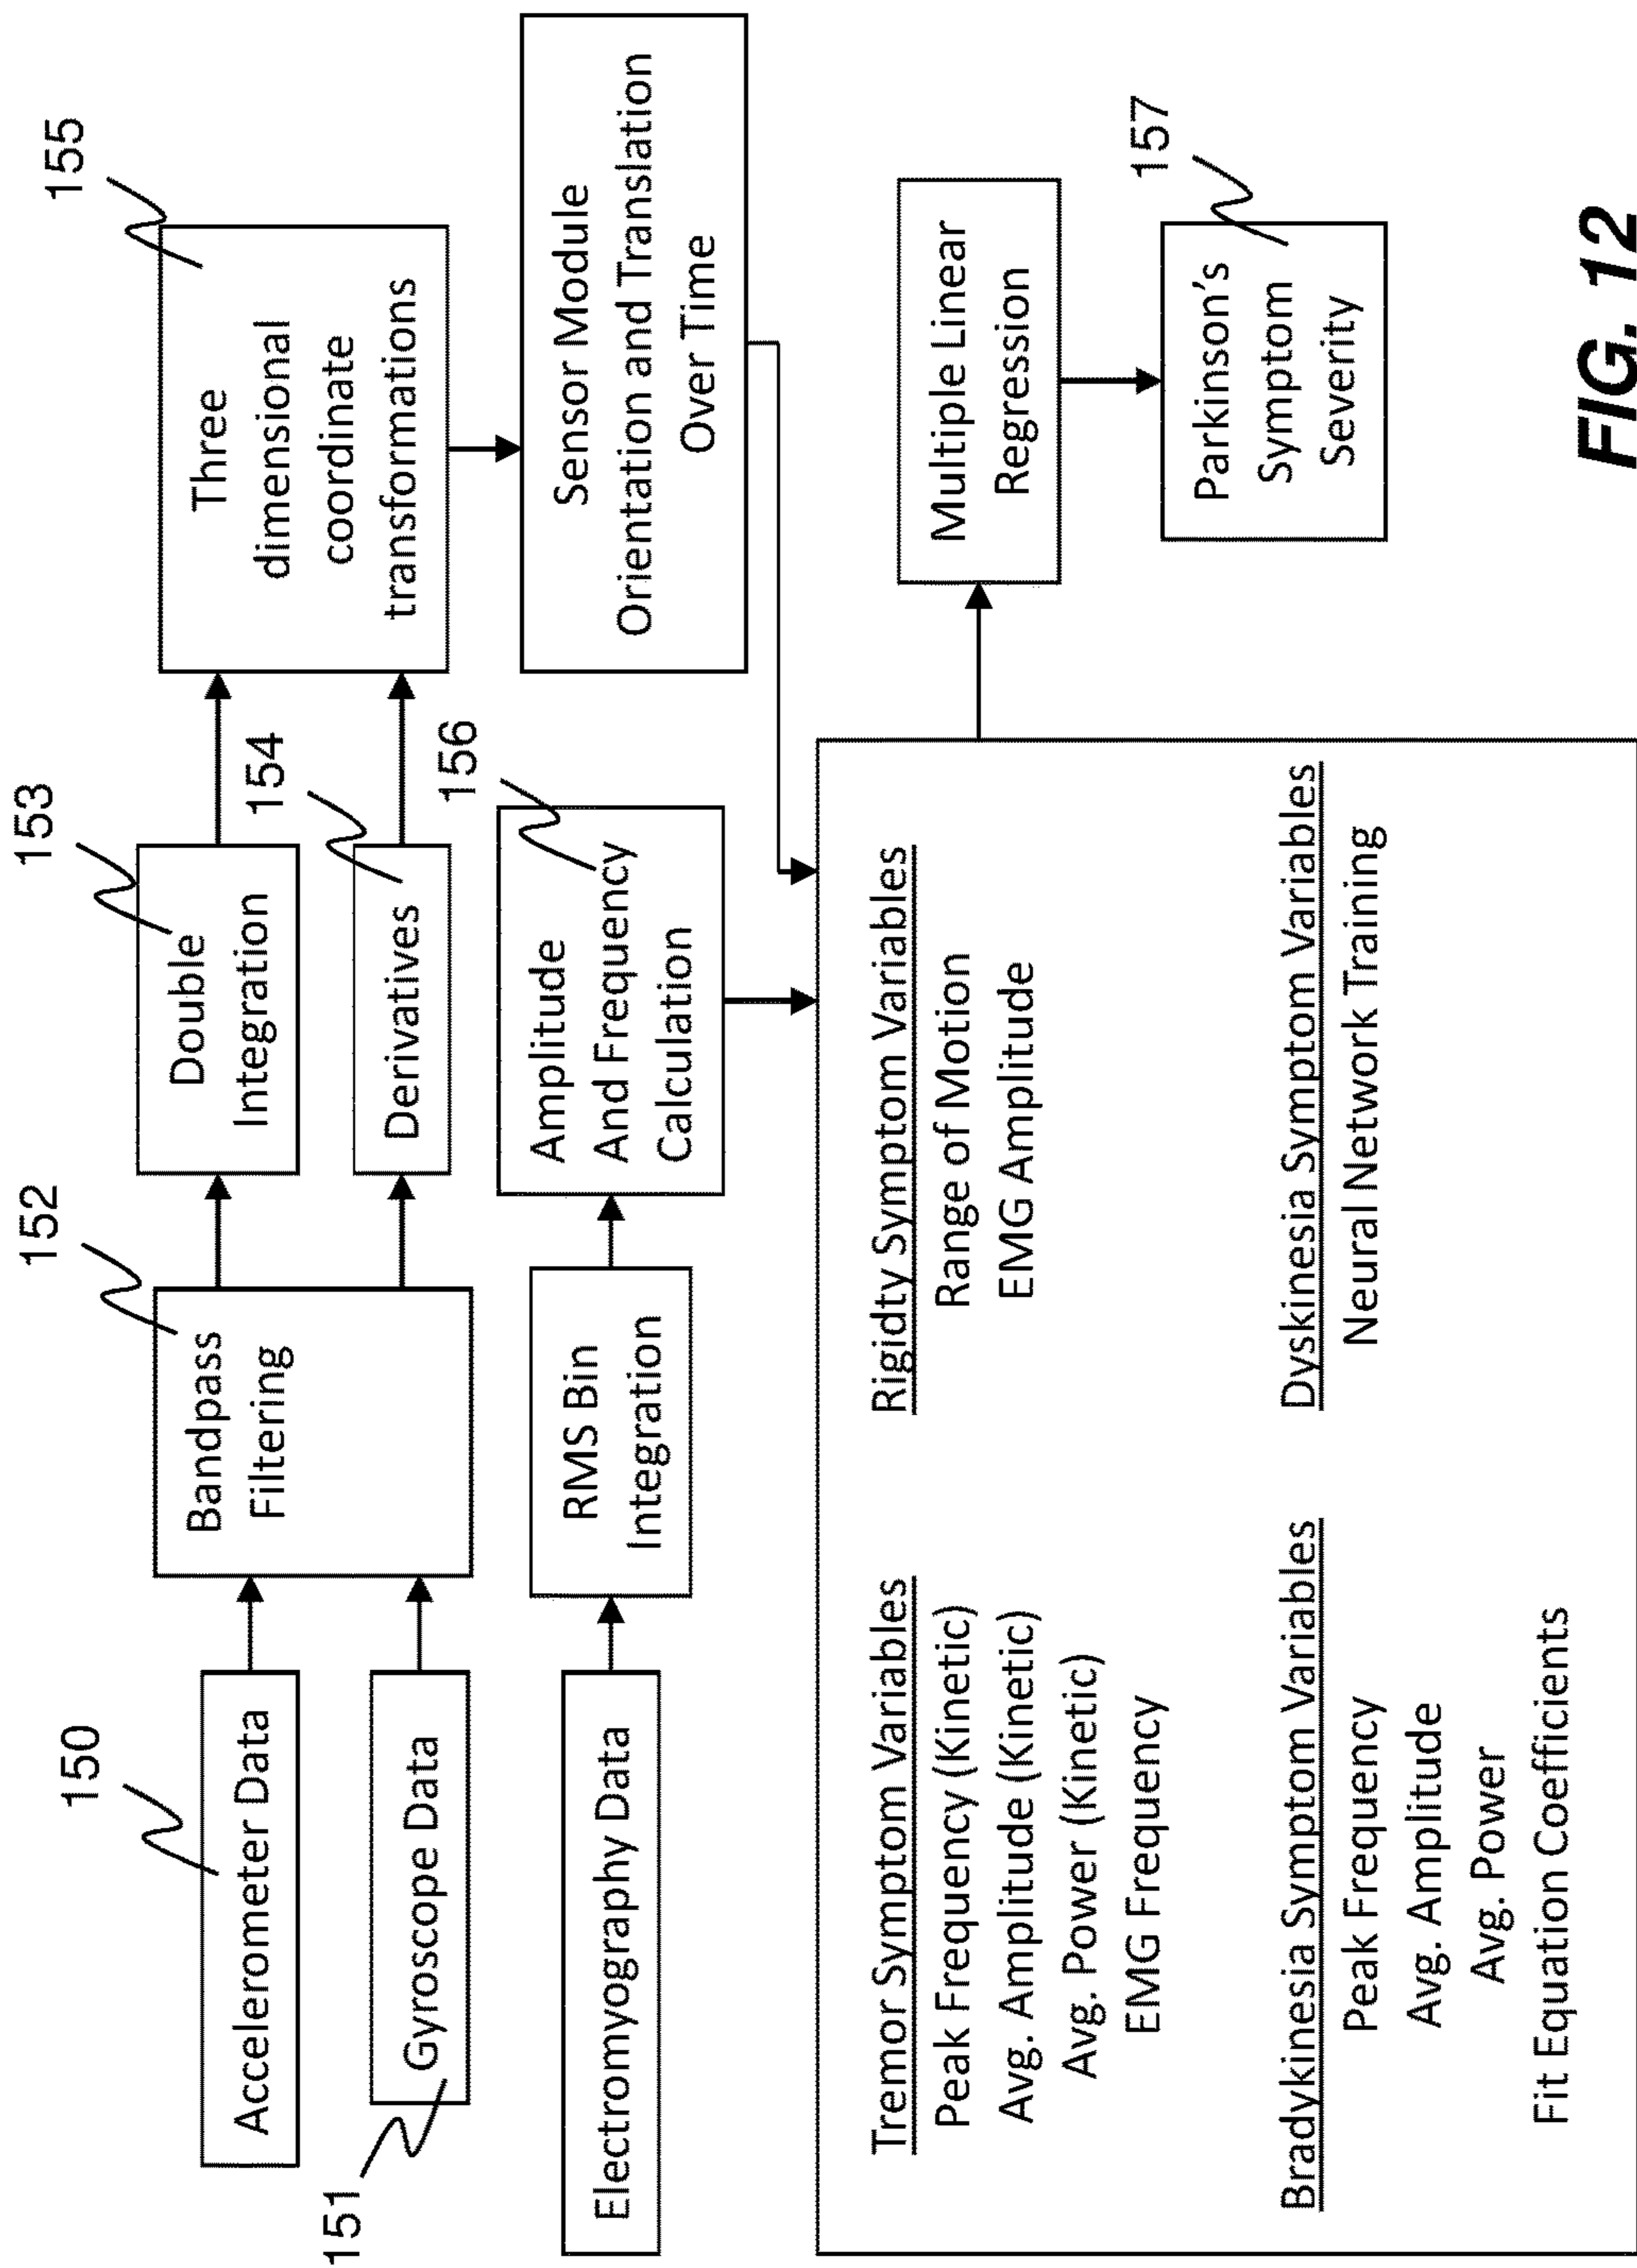 150
Accelerometer Data
151
Gyroscope Data
Electromyography Data
152
Bandpass
Filtering
RMS Bin
Integration
153
Double
Integration
154
Derivatives
156
Amplitude
And Frequency
Calculation
155
Three
dimensional
coordinate
transformations
Sensor Module
Orientation and Translation
Over Time
Tremor Symptom Variables
Peak Frequency (Kinetic)
Avg. Amplitude (Kinetic)
Avg. Power (Kinetic)
EMG Frequency
Rigidty Symptom Variables
Range of Motion
EMG Amplitude
Bradykinesia Symptom Variables
Peak Frequency
Avg. Amplitude
Avg. Power
Fit Equation Coefficients
Dyskinesia Symptom Variables
Neural Network Training
Multiple Linear
Regression
157
Parkinson's
Symptom
Severity
FIG. 12